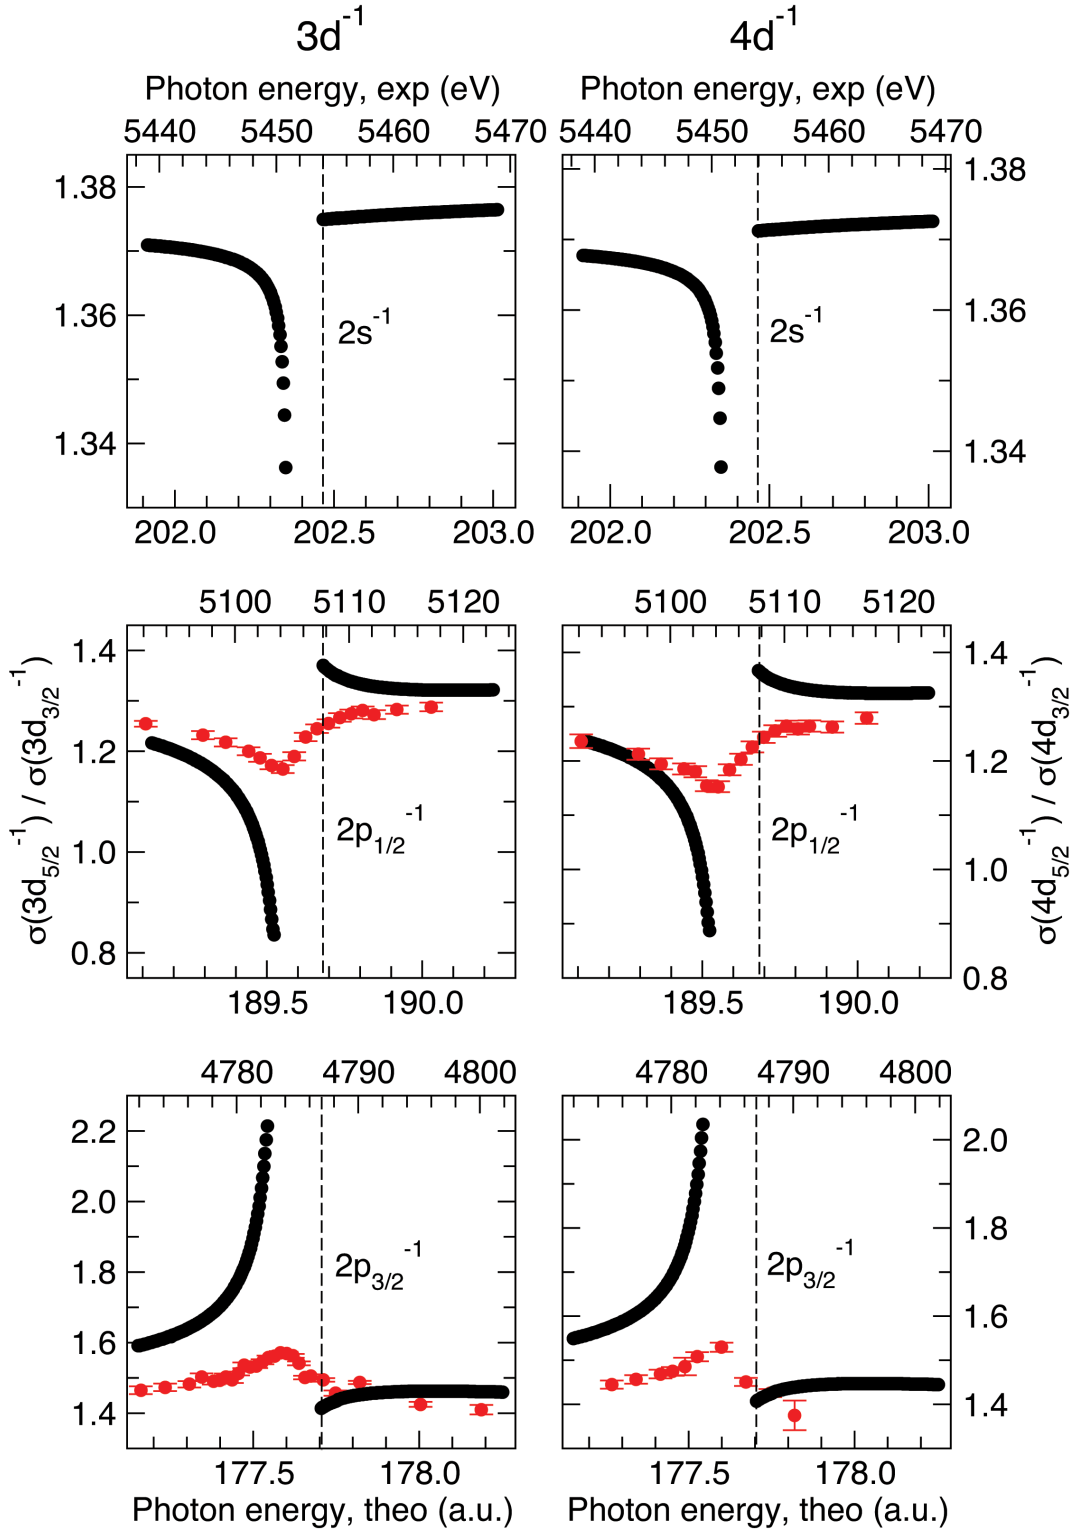 3d⁻¹ 4d⁻¹
Photon energy, exp (eV) Photon energy, exp (eV)
5440 5450 5460 5470 5440 5450 5460 5470
1.38 1.38
1.36 1.36
2s⁻¹ 2s⁻¹
1.34 1.34
202.0 202.5 203.0 202.0 202.5 203.0
5100 5110 5120 5100 5110 5120
1.4 1.4
1.2 1.2
2p₁/₂⁻¹ 2p₁/₂⁻¹
1.0 1.0
0.8 0.8
σ(3d₅/₂⁻¹) / σ(3d₃/₂⁻¹)
σ(4d₅/₂⁻¹) / σ(4d₃/₂⁻¹)
189.5 190.0 189.5 190.0
4780 4790 4800 4780 4790 4800
2.2
2.0 2.0
1.8 1.8
2p₃/₂⁻¹ 2p₃/₂⁻¹
1.6 1.6
1.4 1.4
177.5 178.0 177.5 178.0
Photon energy, theo (a.u.) Photon energy, theo (a.u.)